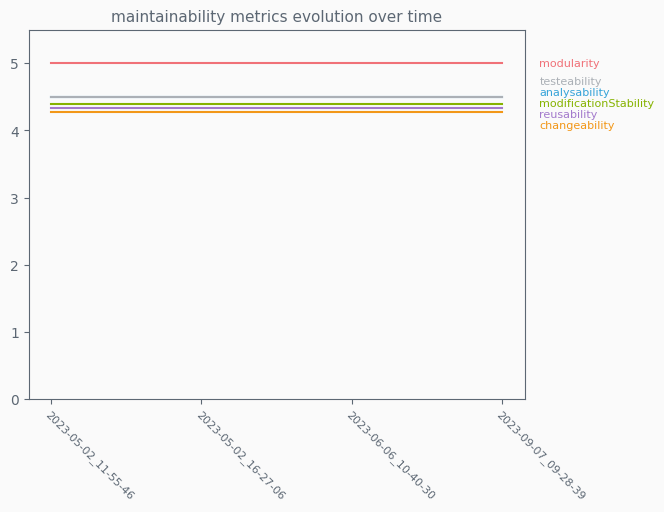 maintainability metrics evolution over time
5
4
3
2
1
0
modularity
testeability
analysability
modificationStability
reusability
changeability
2023-05-02_11-55-46
2023-05-02_16-27-06
2023-06-06_10-40-30
2023-09-07_09-28-39